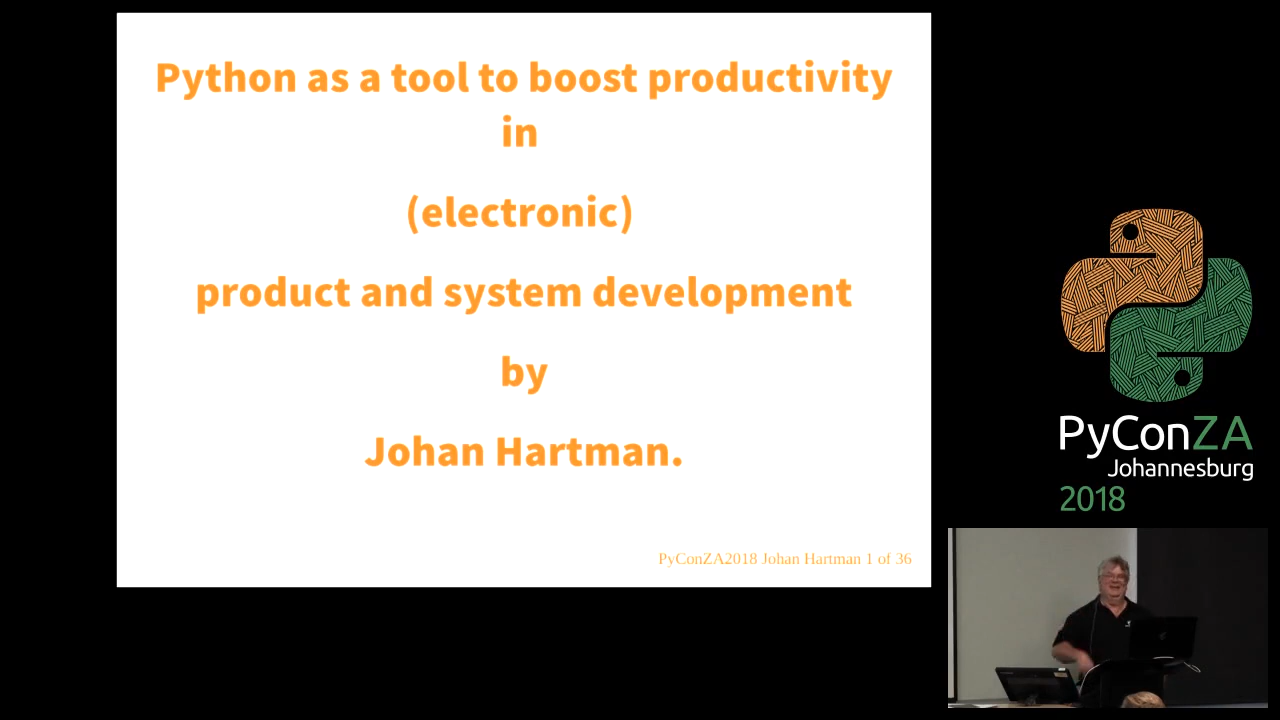 Python as a tool to boost productivity
in
(electronic)
product and system development
by
Johan Hartman.
PyConZA2018 Johan Hartman 1 of 36
PyConZA
Johannesburg
2018